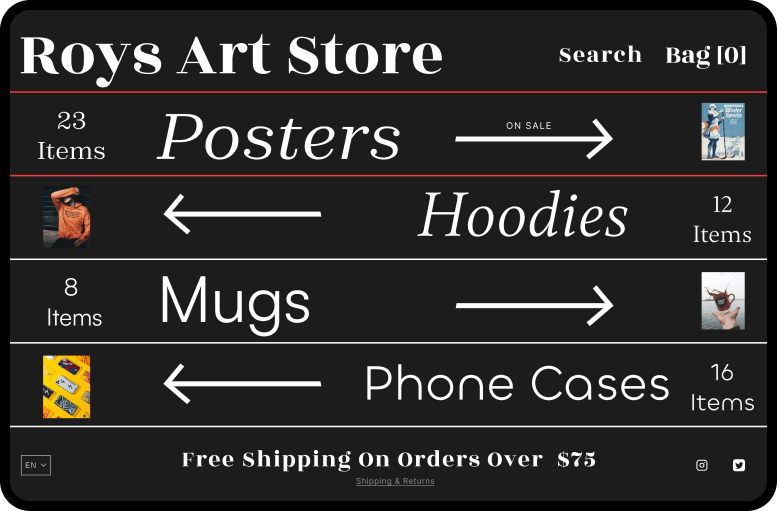 Roys Art Store
Search Bag [0]
23
Items
Posters
ON SALE
Hoodies
12
Items
8
Items
Mugs
Phone Cases
16
Items
EN
Free Shipping On Orders Over $75
Shipping & Returns